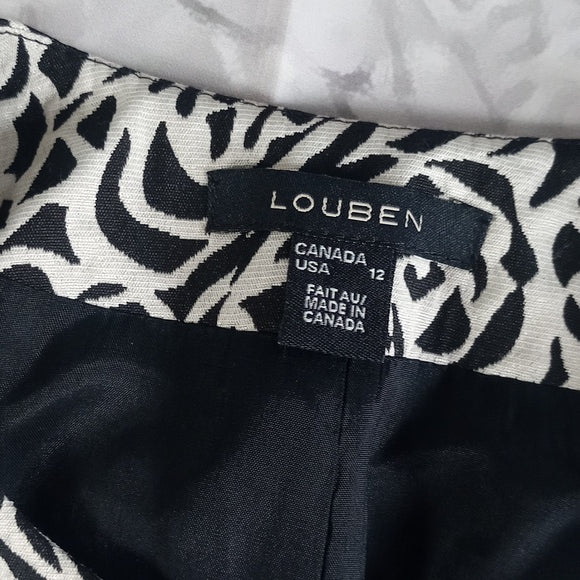 LOUBEN
CANADA
USA 12
FAIT AU/
MADE IN
CANADA